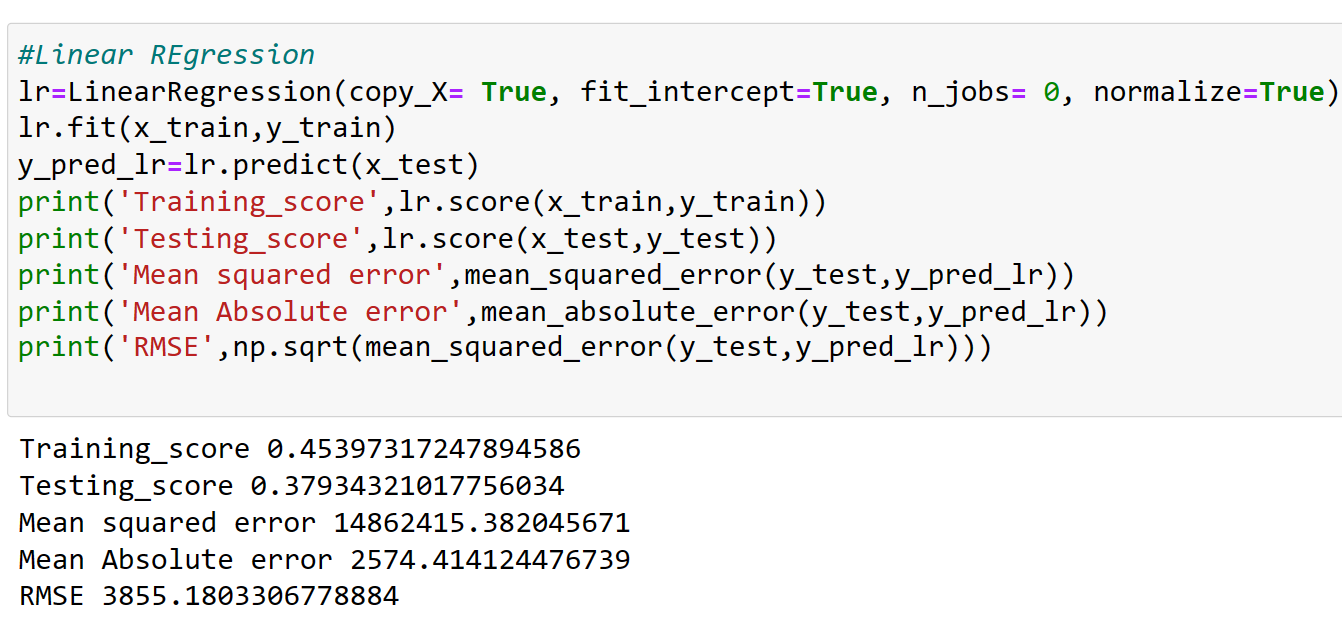 #Linear REgression
lr=LinearRegression(copy_X= True, fit_intercept=True, n_jobs= 0, normalize=True)
lr.fit(x_train,y_train)
y_pred_lr=lr.predict(x_test)
print('Training_score',lr.score(x_train,y_train))
print('Testing_score',lr.score(x_test,y_test))
print('Mean squared error',mean_squared_error(y_test,y_pred_lr))
print('Mean Absolute error',mean_absolute_error(y_test,y_pred_lr))
print('RMSE',np.sqrt(mean_squared_error(y_test,y_pred_lr)))
Training_score 0.45397317247894586
Testing_score 0.37934321017756034
Mean squared error 14862415.382045671
Mean Absolute error 2574.414124476739
RMSE 3855.1803306778884